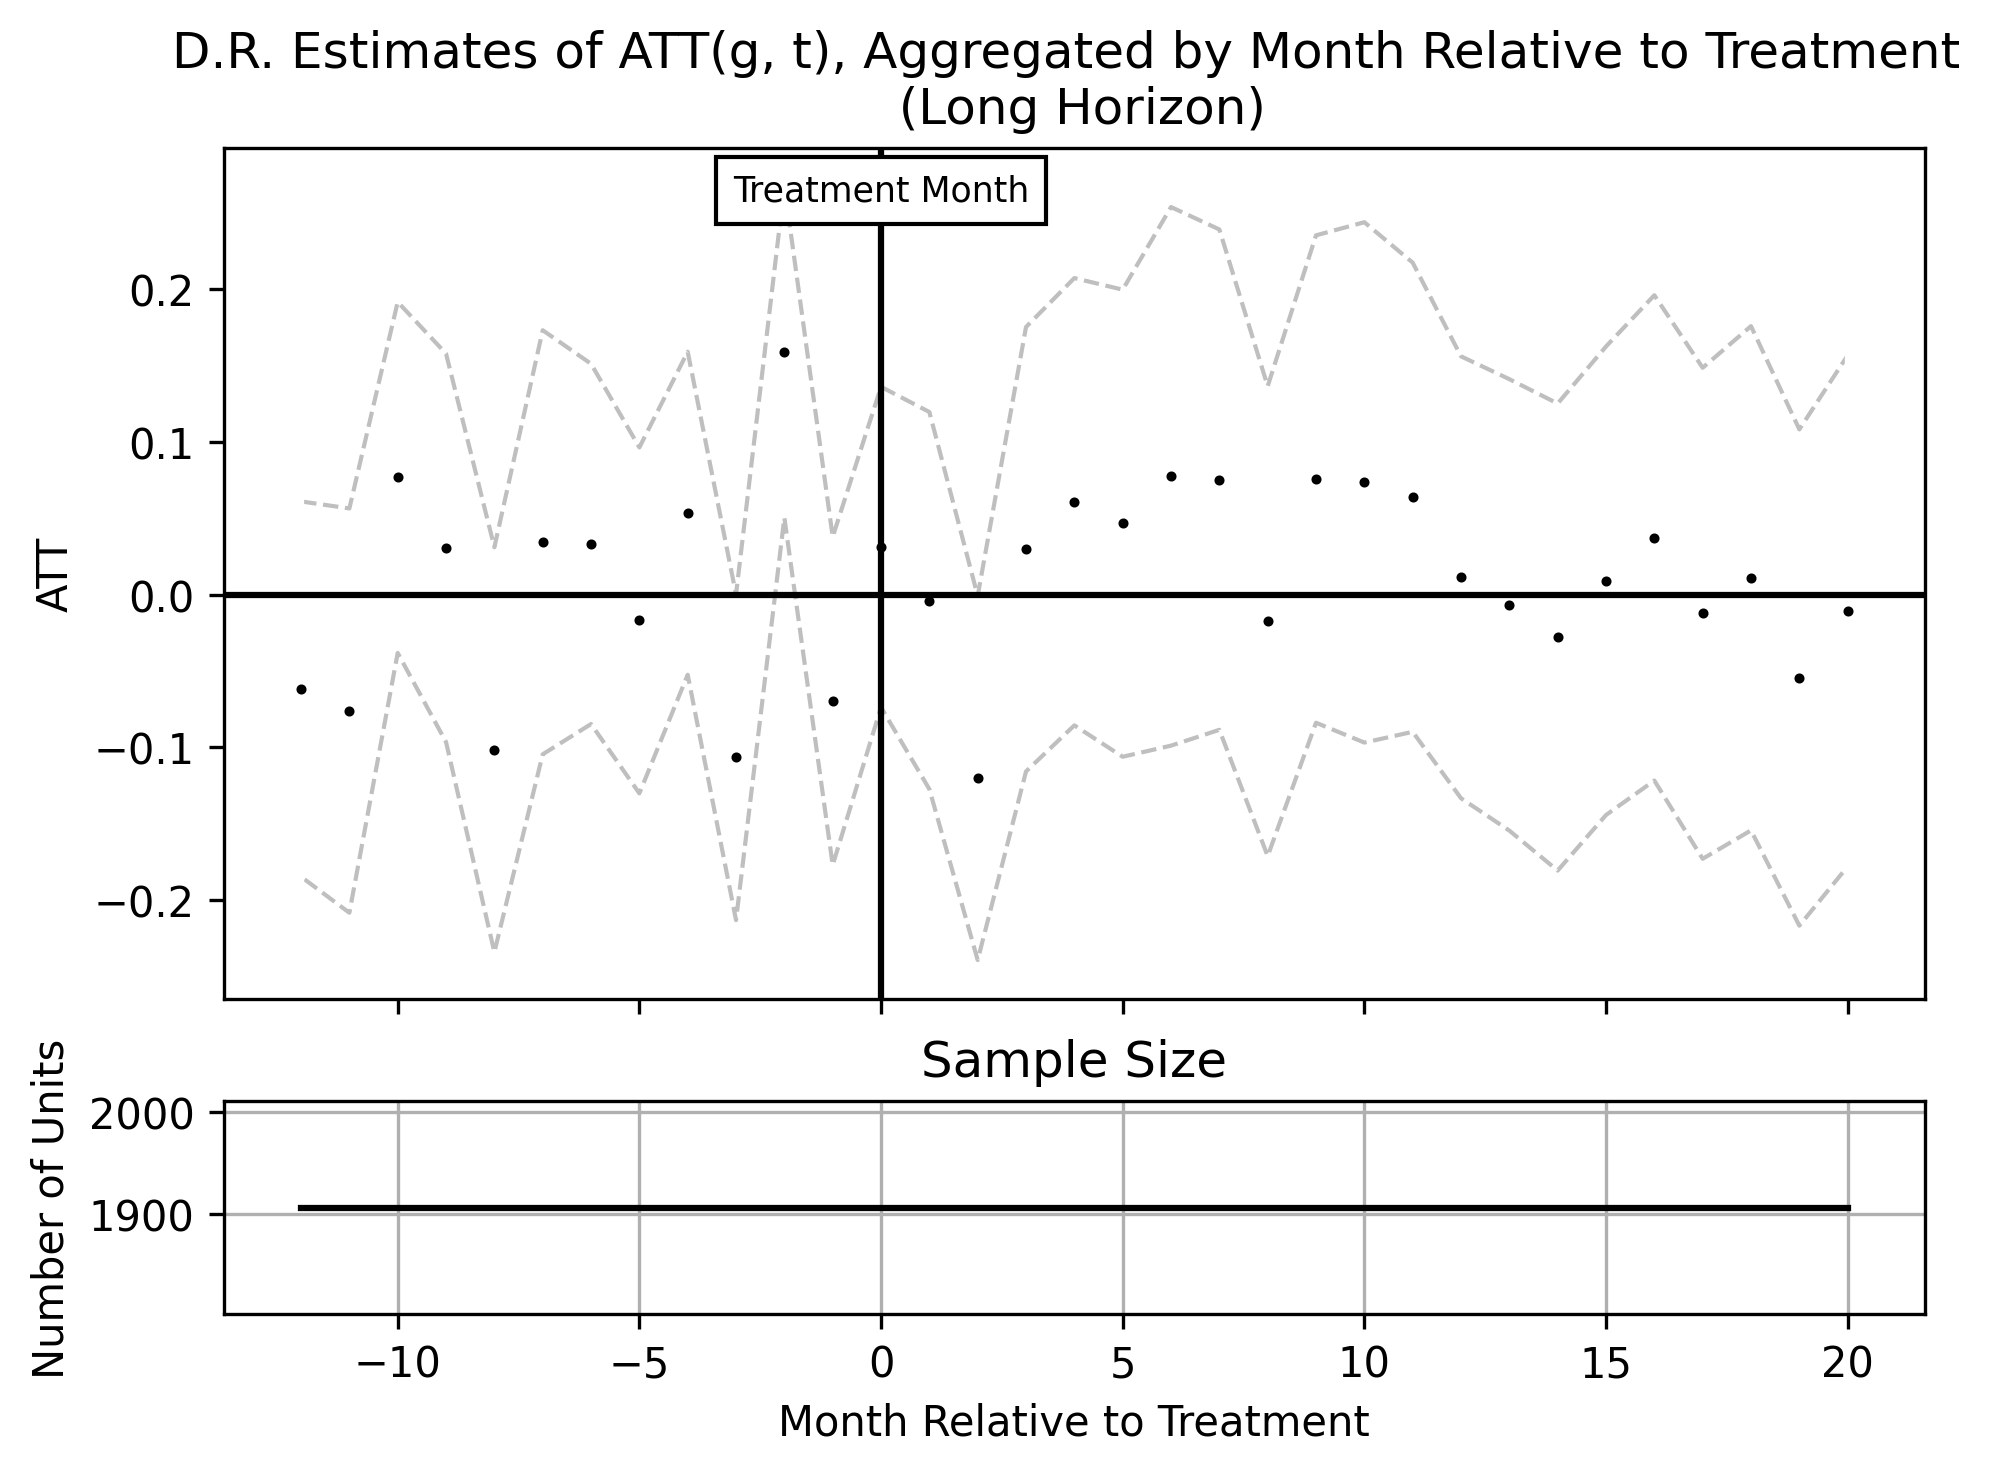 D.R. Estimates of ATT(g, t), Aggregated by Month Relative to Treatment
(Long Horizon)
Treatment Month
ATT
0.2
0.1
0.0
−0.1
−0.2
Sample Size
Number of Units
2000
1900
−10 −5 0 5 10 15 20
Month Relative to Treatment